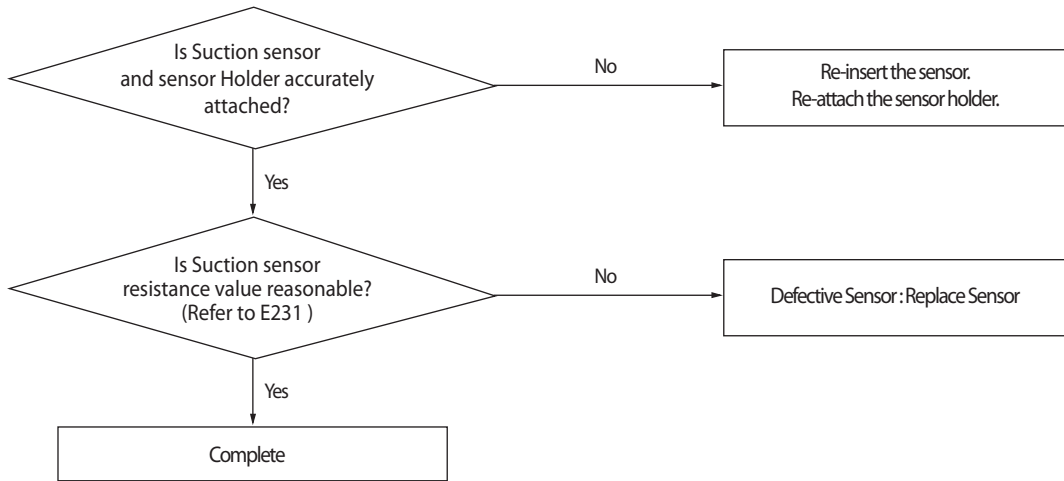 Is Suction sensor
and sensor Holder accurately
attached?
No
Re-insert the sensor.
Re-attach the sensor holder.
Yes
Is Suction sensor
resistance value reasonable?
(Refer to E231 )
No
Defective Sensor : Replace Sensor
Yes
Complete